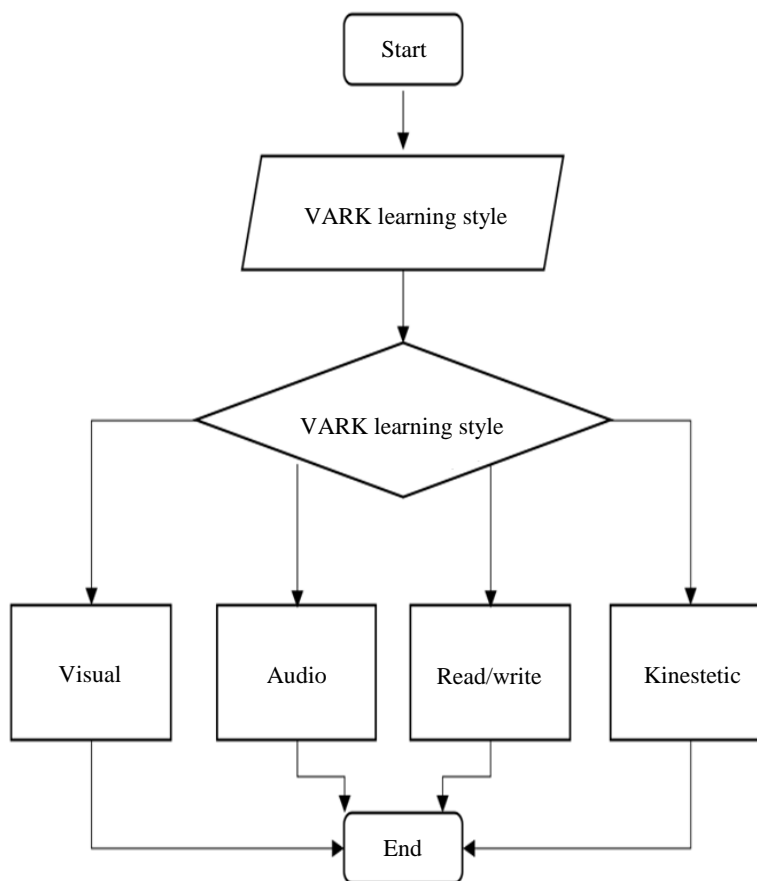 Start
VARK learning style
VARK learning style
Visual
Audio
Read/write
Kinestetic
End